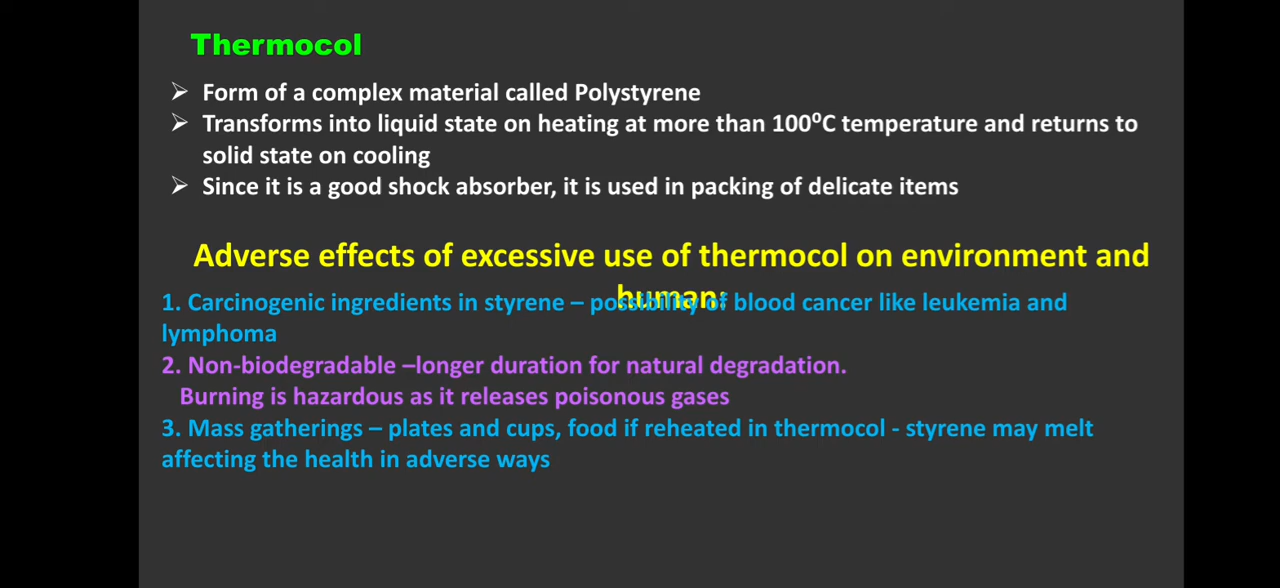 Thermocol
➢ Form of a complex material called Polystyrene
➢ Transforms into liquid state on heating at more than 100⁰C temperature and returns to
solid state on cooling
➢ Since it is a good shock absorber, it is used in packing of delicate items
Adverse effects of excessive use of thermocol on environment and
human:
1. Carcinogenic ingredients in styrene – possibility of blood cancer like leukemia and
lymphoma
2. Non-biodegradable –longer duration for natural degradation.
Burning is hazardous as it releases poisonous gases
3. Mass gatherings – plates and cups, food if reheated in thermocol - styrene may melt
affecting the health in adverse ways